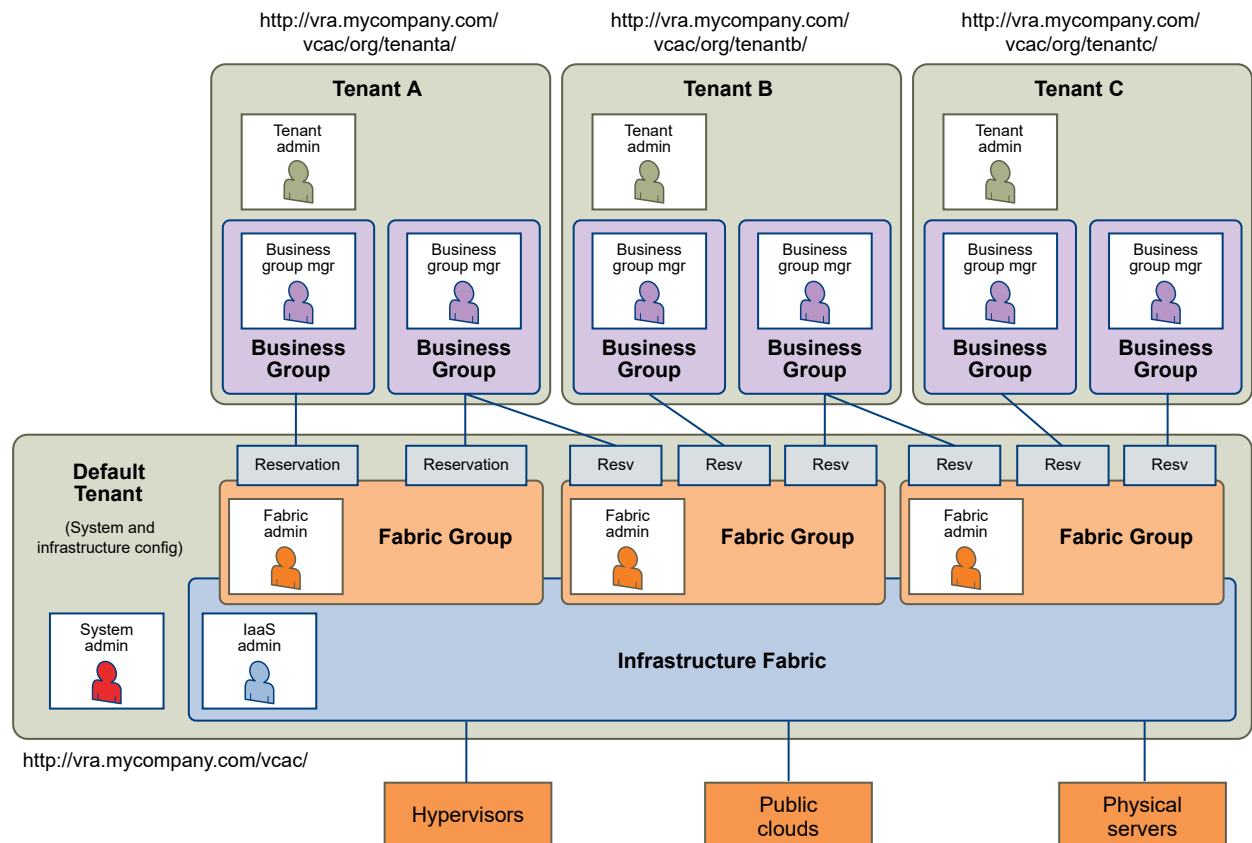 http://vra.mycompany.com/
vcac/org/tenanta/
http://vra.mycompany.com/
vcac/org/tenantb/
http://vra.mycompany.com/
vcac/org/tenantc/
Tenant A
Tenant B
Tenant C
Tenant
admin
Tenant
admin
Tenant
admin
Business
group mgr
Business
group mgr
Business
group mgr
Business
group mgr
Business
group mgr
Business
group mgr
Business
Group
Business
Group
Business
Group
Business
Group
Business
Group
Business
Group
Default
Tenant
(System and
infrastructure config)
Reservation
Reservation
Resv
Resv
Resv
Resv
Resv
Resv
Fabric
admin
Fabric Group
Fabric
admin
Fabric Group
Fabric
admin
Fabric Group
System
admin
IaaS
admin
Infrastructure Fabric
http://vra.mycompany.com/vcac/
Hypervisors
Public
clouds
Physical
servers